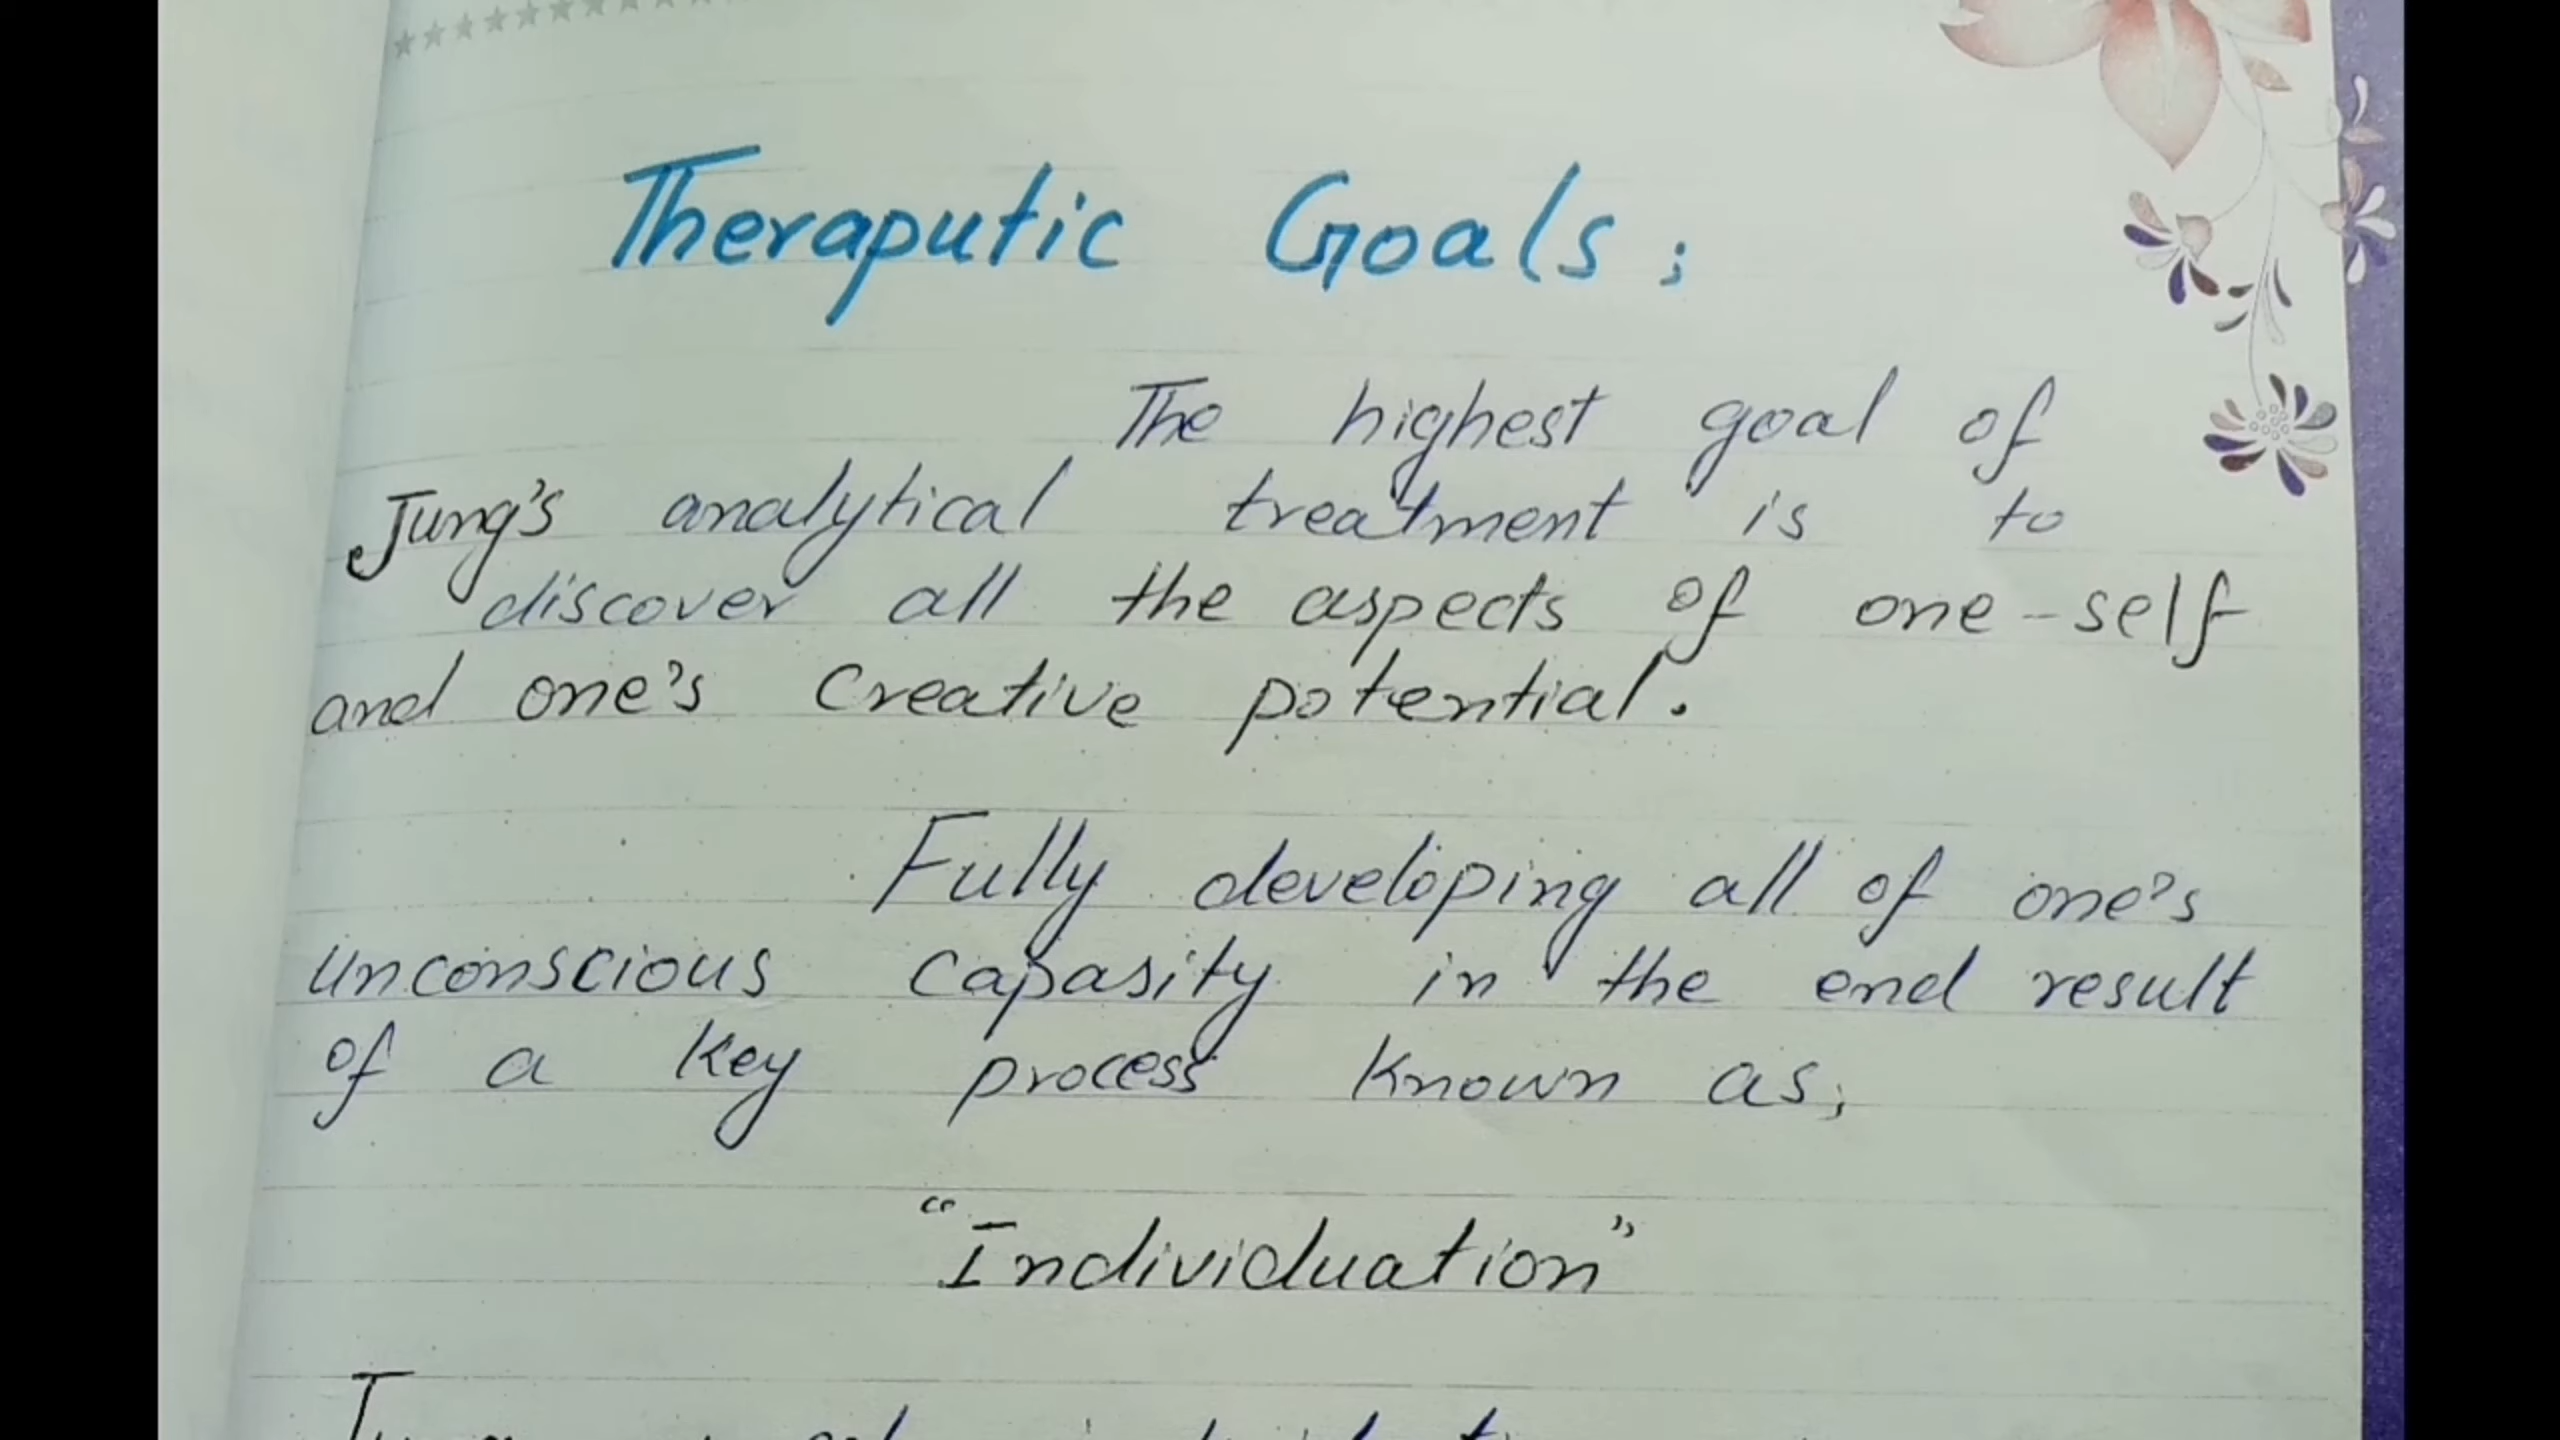 Theraputic Goals;
The highest goal of
Jung's analytical treatment is to
discover all the aspects of one-self
and one's Creative potential.
Fully developing all of one's
unconscious Capasity in the end result
of a Key process Known as;
"Individuation"